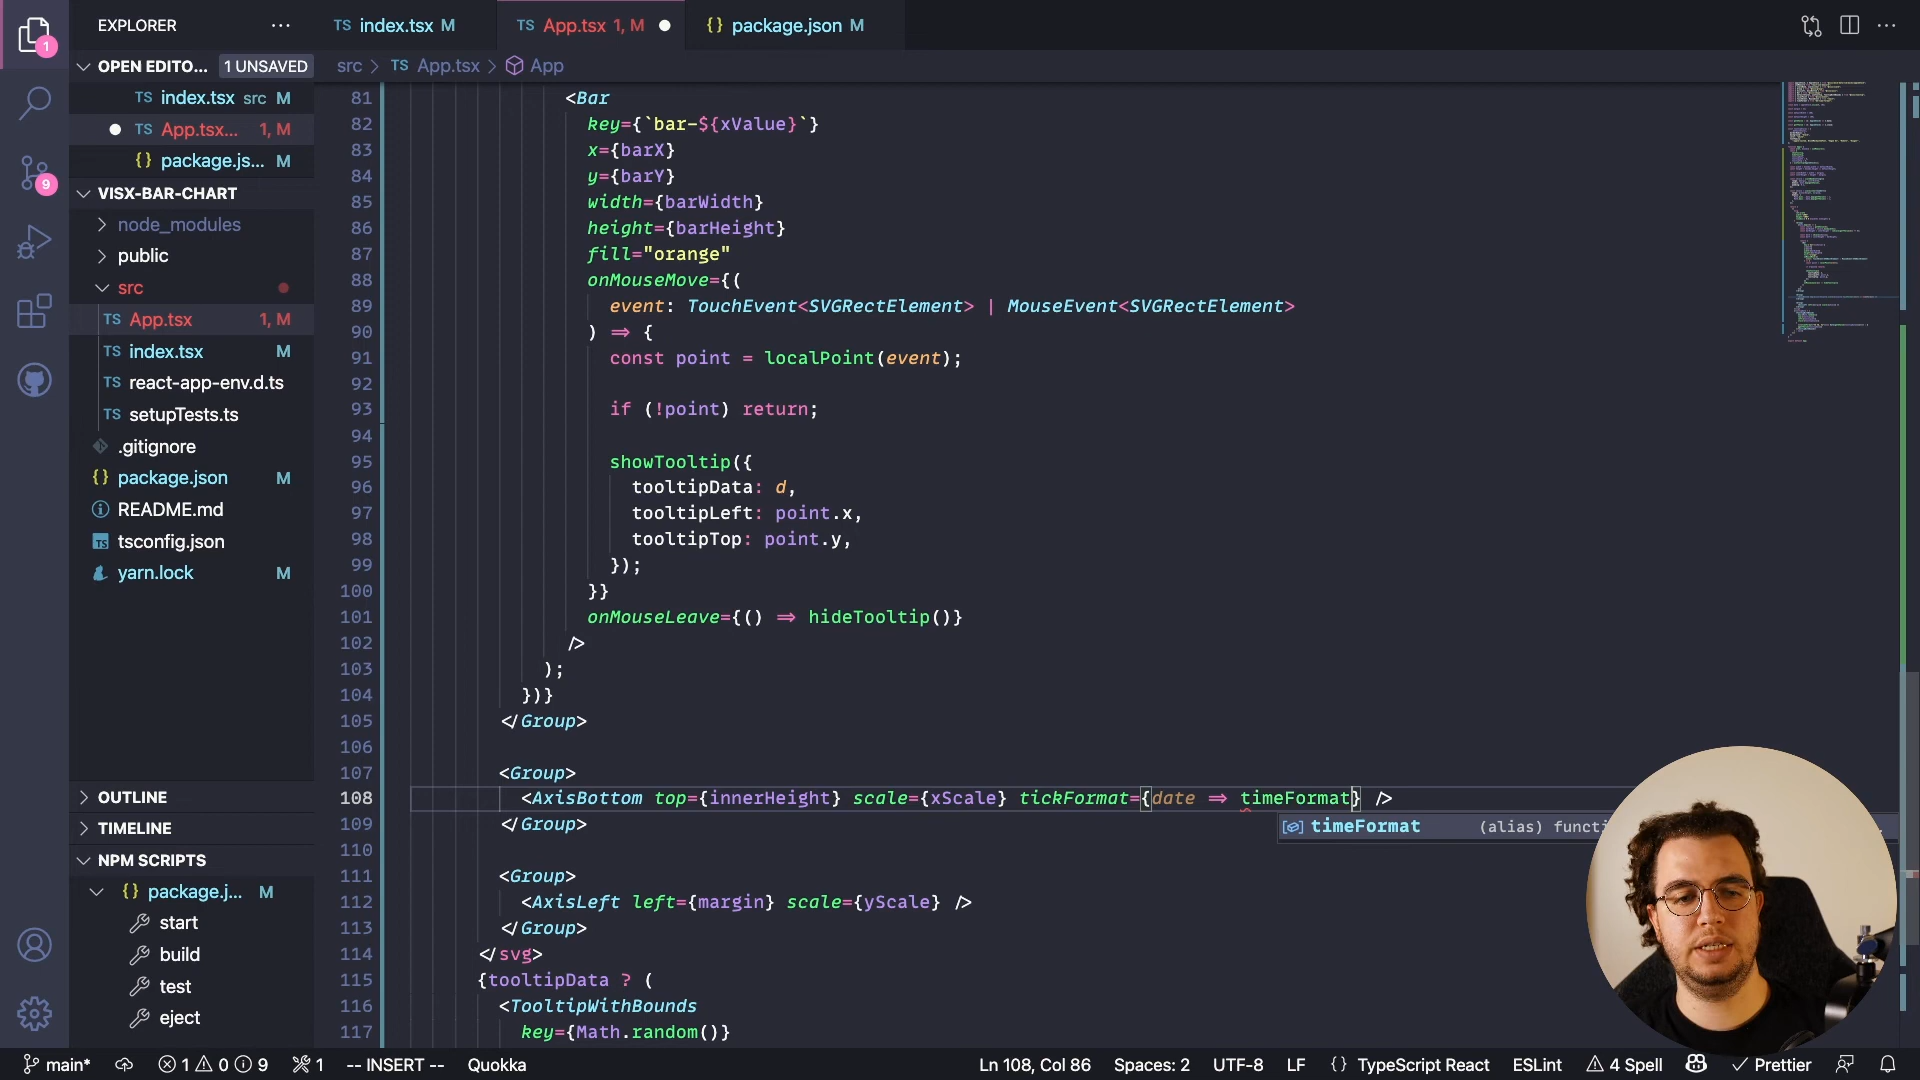 EXPLORER
OPEN EDITO... 1 UNSAVED
TS index.tsx src M
TS App.tsx... 1, M
{} package.js... M
VISX-BAR-CHART
node_modules
public
src
TS App.tsx 1, M
TS index.tsx M
TS react-app-env.d.ts
TS setupTests.ts
.gitignore
{} package.json M
README.md
TS tsconfig.json
yarn.lock M
OUTLINE
TIMELINE
NPM SCRIPTS
{} package.j... M
start
build
test
eject
1
9
TS index.tsx M
TS App.tsx 1, M
{} package.json M
src > TS App.tsx > App
81 <Bar
82 key={`bar-${xValue}`}
83 x={barX}
84 y={barY}
85 width={barWidth}
86 height={barHeight}
87 fill="orange"
88 onMouseMove={(
89 event: TouchEvent<SVGRectElement> | MouseEvent<SVGRectElement>
90 ) ⇒ {
91 const point = localPoint(event);
92
93 if (!point) return;
94
95 showTooltip({
96 tooltipData: d,
97 tooltipLeft: point.x,
98 tooltipTop: point.y,
99 });
100 }}
101 onMouseLeave={() ⇒ hideTooltip()}
102 />
103 );
104 })}
105 </Group>
106
107 <Group>
108 <AxisBottom top={innerHeight} scale={xScale} tickFormat={date ⇒ timeFormat} />
109 </Group>
timeFormat (alias) functi
110
111 <Group>
112 <AxisLeft left={margin} scale={yScale} />
113 </Group>
114 </svg>
115 {tooltipData ? (
116 <TooltipWithBounds
117 key={Math.random()}
main* 1 0 9 1 -- INSERT -- Quokka Ln 108, Col 86 Spaces: 2 UTF-8 LF {} TypeScript React ESLint 4 Spell Prettier